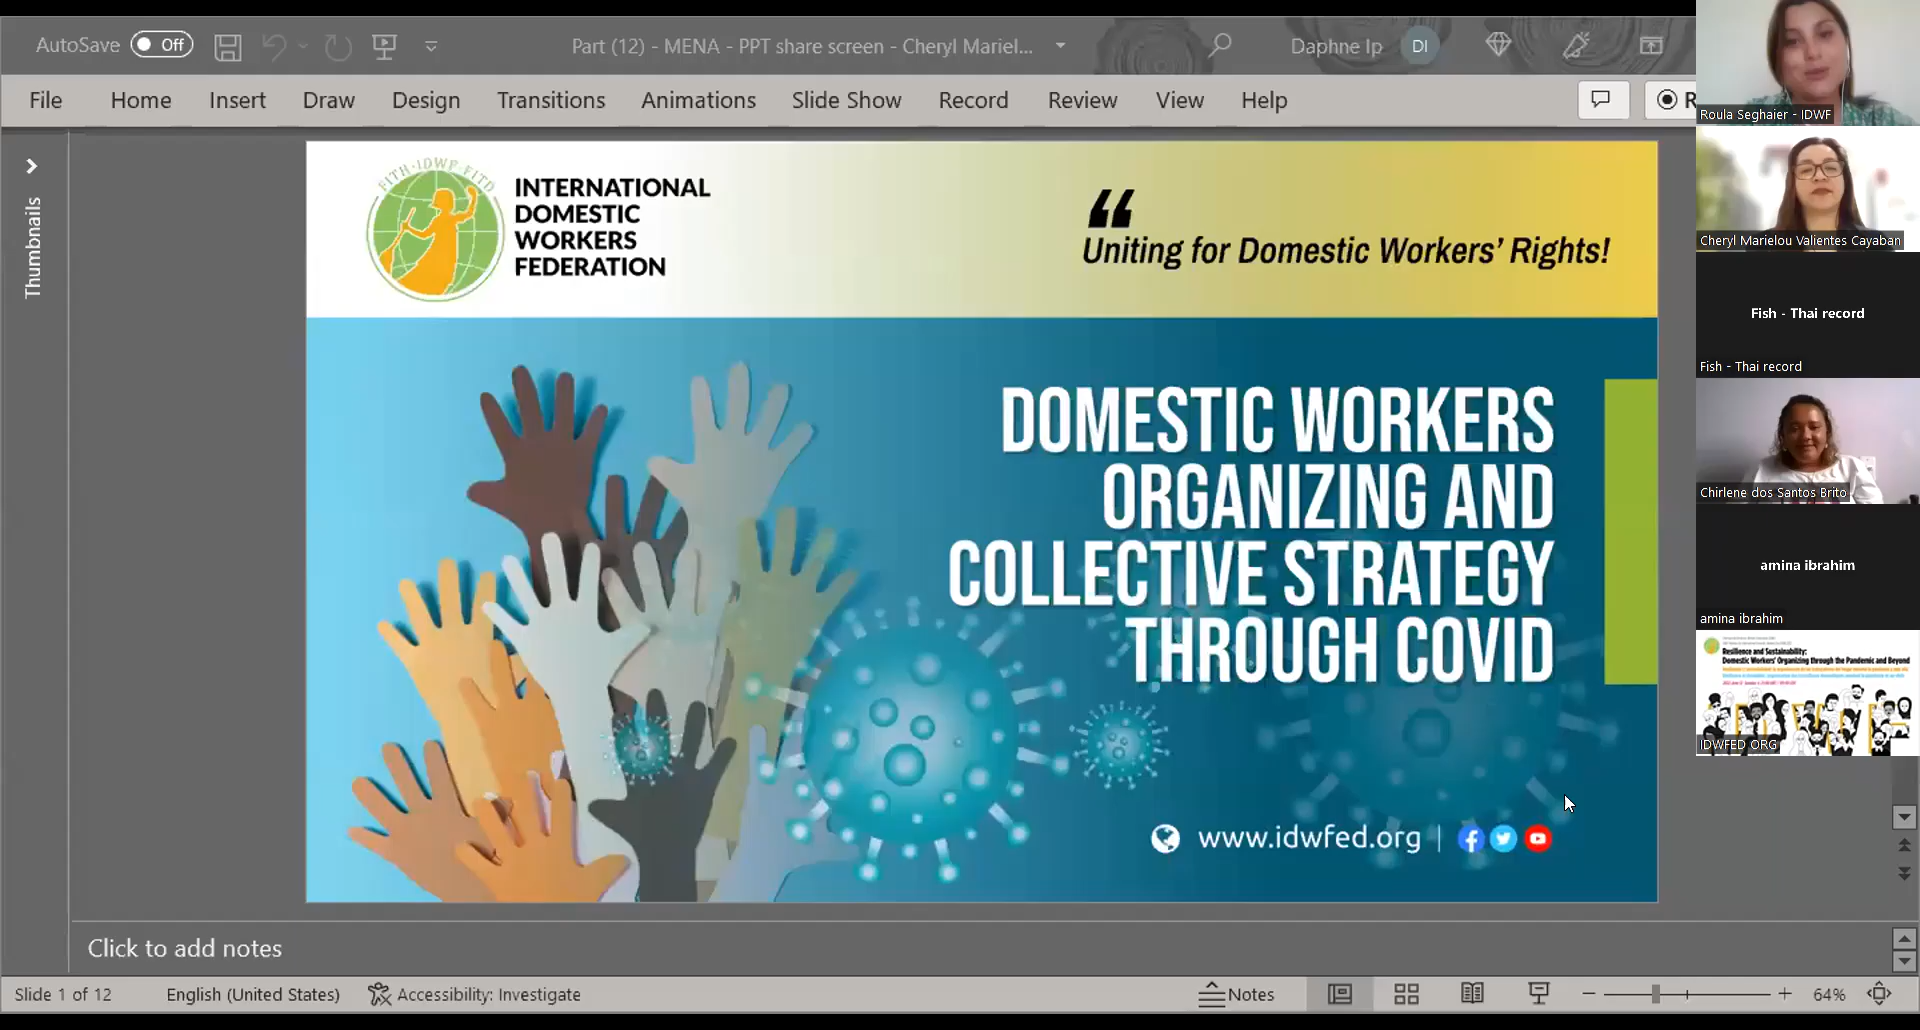 AutoSave Off
Part (12) - MENA - PPT share screen - Cheryl Mariel...
Daphne Ip DI
File Home Insert Draw Design Transitions Animations Slide Show Record Review View Help
Thumbnails
FITH·IDWF·FITD
INTERNATIONAL
DOMESTIC
WORKERS
FEDERATION
“
Uniting for Domestic Workers’ Rights!
DOMESTIC WORKERS
ORGANIZING AND
COLLECTIVE STRATEGY
THROUGH COVID
www.idwfed.org |
Click to add notes
Slide 1 of 12 English (United States) Accessibility: Investigate Notes 64%
Roula Seghaier - IDWF
Cheryl Marielou Valientes Cayaban
Fish - Thai record
Fish - Thai record
Chirlene dos Santos Brito
amina ibrahim
amina ibrahim
Resilience and Sustainability:
Domestic Workers' Organizing through the Pandemic and Beyond
IDWFED ORG